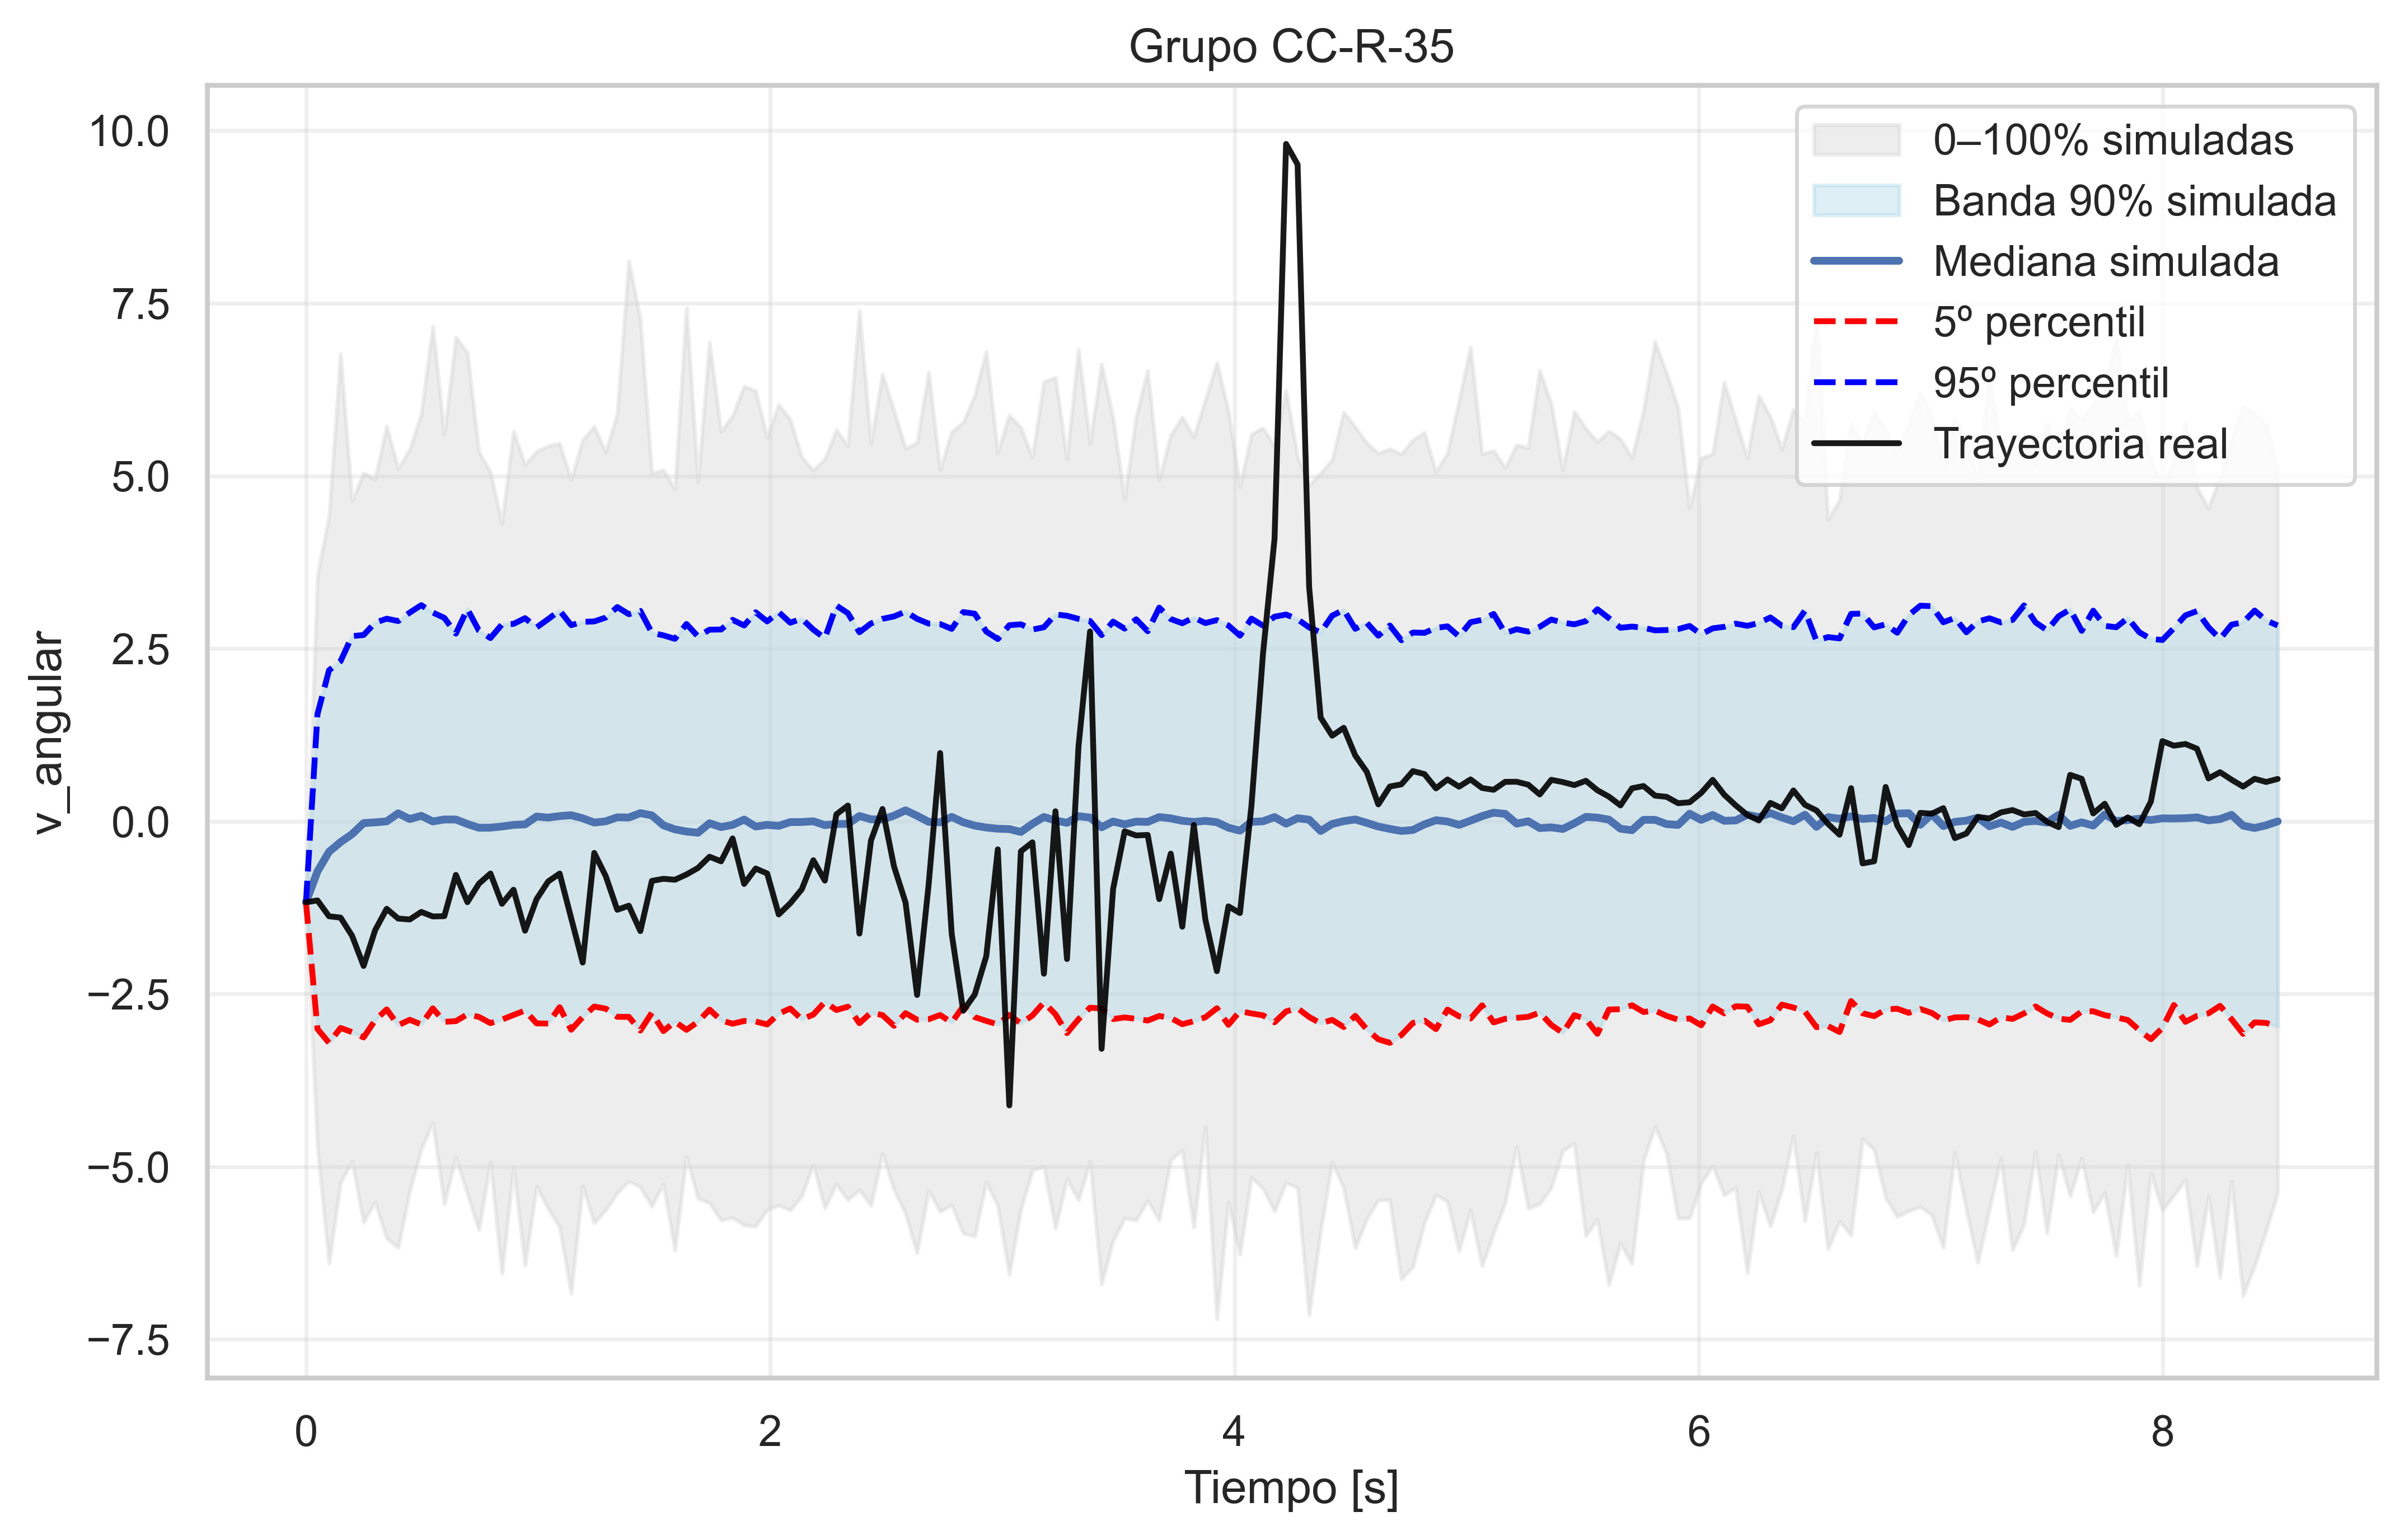 Grupo CC-R-35
10.0
7.5
5.0
2.5
0.0
−2.5
−5.0
−7.5
v_angular
0–100% simuladas
Banda 90% simulada
Mediana simulada
5º percentil
95º percentil
Trayectoria real
0 2 4 6 8
Tiempo [s]